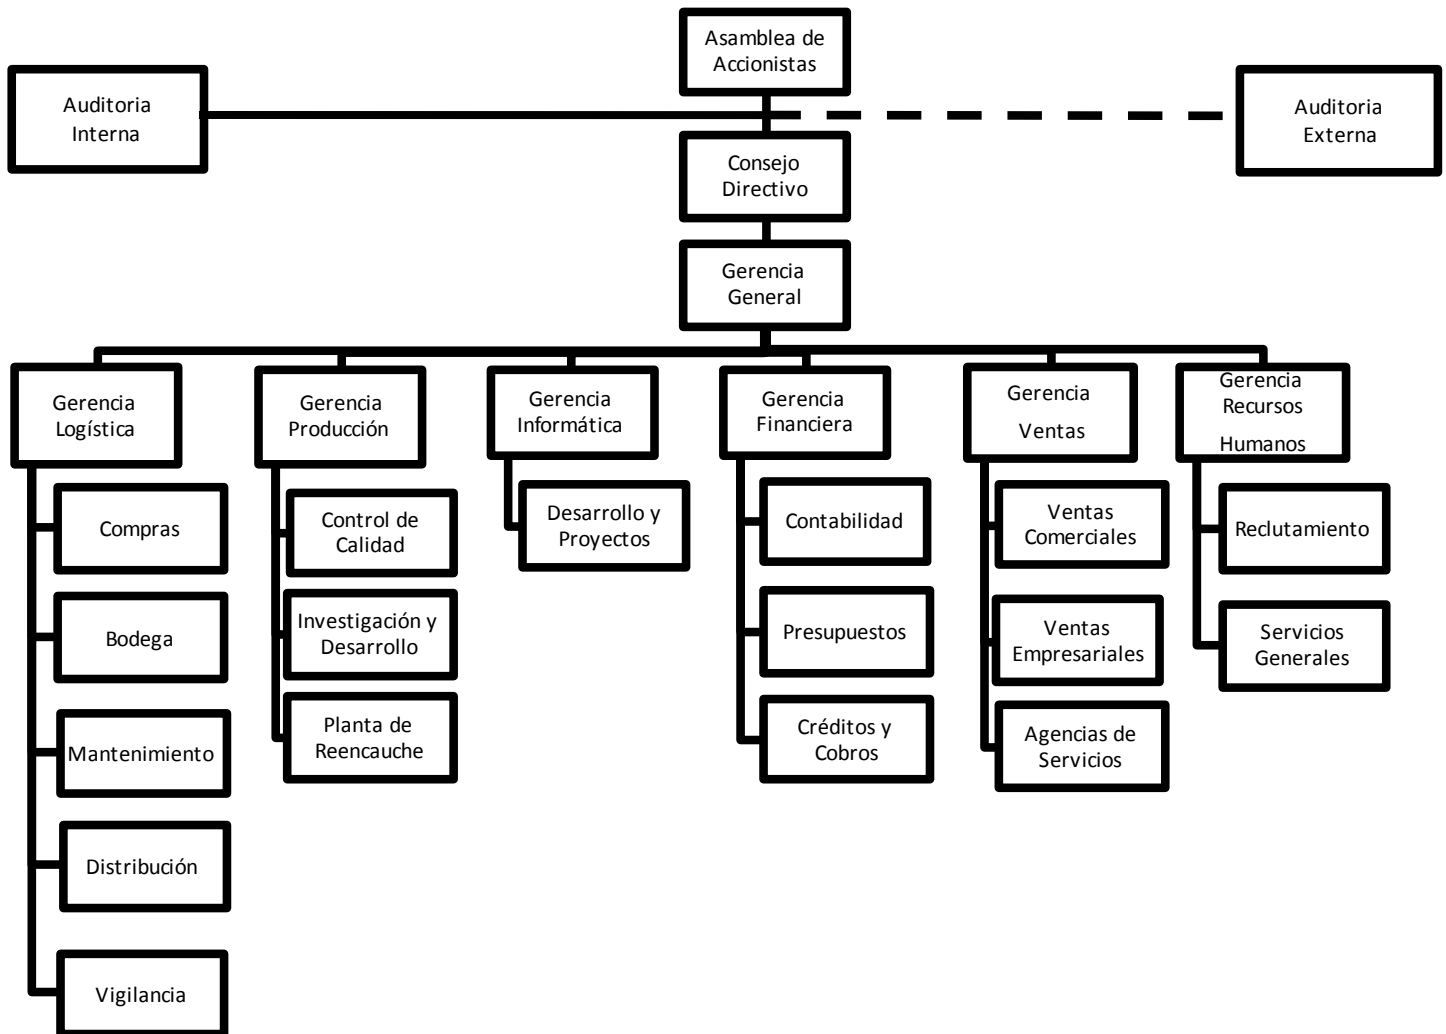 Asamblea de
Accionistas
Auditoria
Interna
Auditoria
Externa
Consejo
Directivo
Gerencia
General
Gerencia
Logística
Gerencia
Producción
Gerencia
Informática
Gerencia
Financiera
Gerencia
Ventas
Gerencia
Recursos
Humanos
Compras
Bodega
Mantenimiento
Distribución
Vigilancia
Control de
Calidad
Investigación y
Desarrollo
Planta de
Reencauche
Desarrollo y
Proyectos
Contabilidad
Presupuestos
Créditos y
Cobros
Ventas
Comerciales
Ventas
Empresariales
Agencias de
Servicios
Reclutamiento
Servicios
Generales